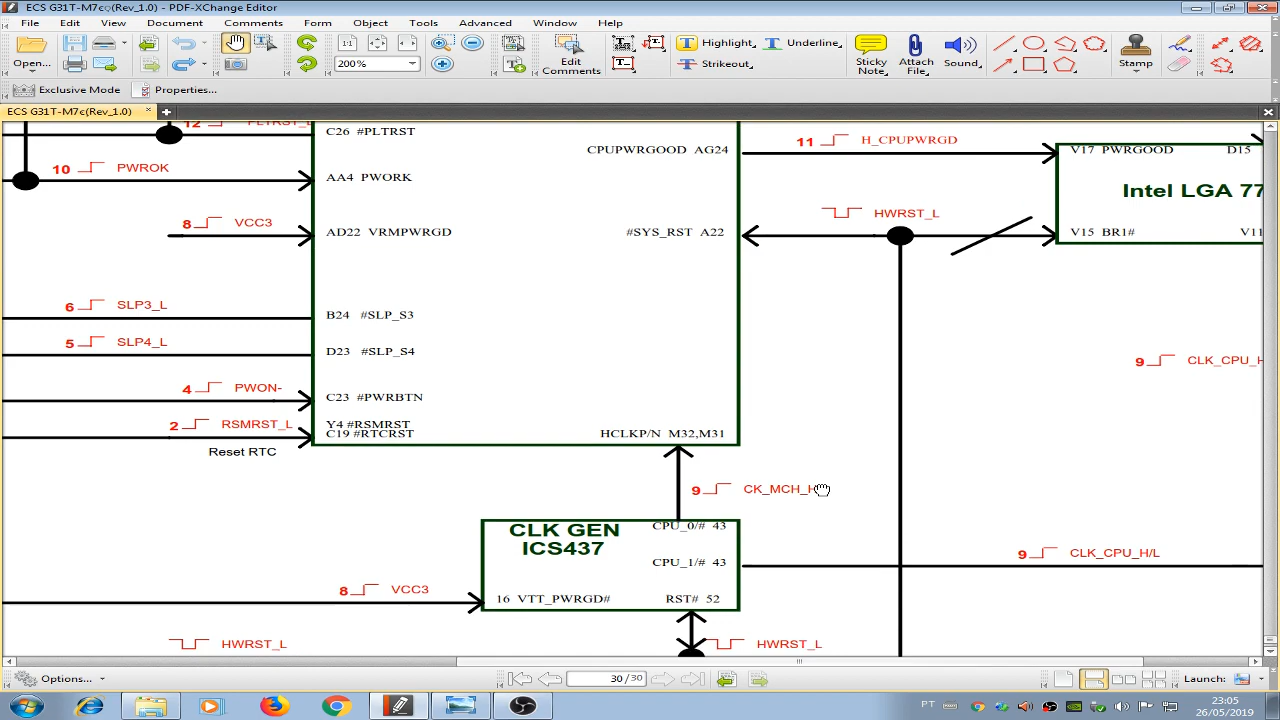 ECS G31T-M7c (Rev_1.0) - PDF-XChange Editor
File Edit View Document Comments Form Object Tools Advanced Window Help
Open... 200% Edit Comments Highlight Underline Strikeout Sticky Note Attach File Sound Stamp
Exclusive Mode Properties...
ECS G31T-M7c(Rev_1.0)
12 PLTRST_L C26 #PLTRST
CPUPWRGOOD AG24 11 H_CPUPWRGD V17 PWRGOOD D15
10 PWROK AA4 PWORK
Intel LGA 77
8 VCC3 AD22 VRMPWRGD #SYS_RST A22 HWRST_L V15 BR1# V11
6 SLP3_L B24 #SLP_S3
5 SLP4_L D23 #SLP_S4
9 CLK_CPU_H
4 PWON- C23 #PWRBTN
2 RSMRST_L Y4 #RSMRST
C19 #RTCRST HCLKP/N M32,M31
Reset RTC
9 CK_MCH_H
CLK GEN CPU_0/# 43
ICS437
CPU_1/# 43 9 CLK_CPU_H/L
8 VCC3 16 VTT_PWRGD# RST# 52
HWRST_L HWRST_L
Options... 30/30 Launch:
PT 23:05
26/05/2019